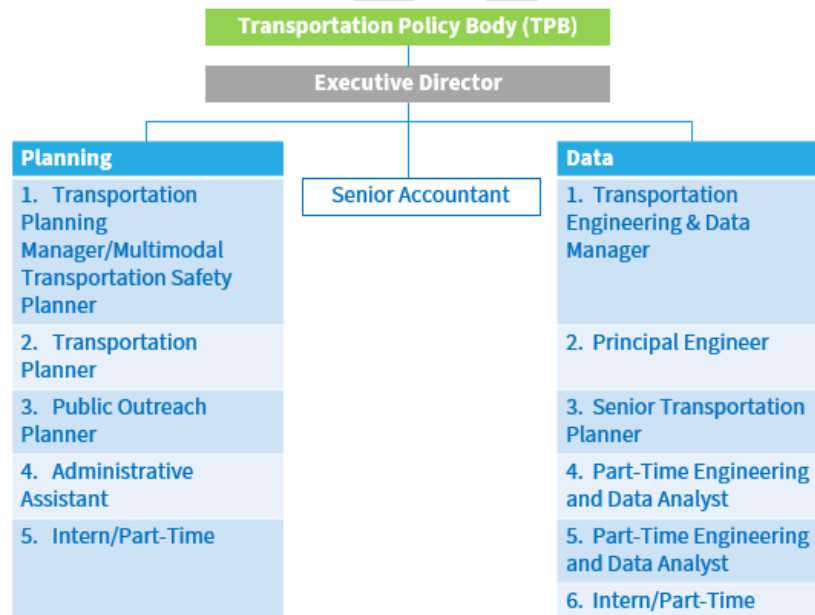 Transportation Policy Body (TPB)
Executive Director
Planning
1. Transportation
Planning
Manager/Multimodal
Transportation Safety
Planner
2. Transportation
Planner
3. Public Outreach
Planner
4. Administrative
Assistant
5. Intern/Part-Time
Senior Accountant
Data
1. Transportation
Engineering & Data
Manager
2. Principal Engineer
3. Senior Transportation
Planner
4. Part-Time Engineering
and Data Analyst
5. Part-Time Engineering
and Data Analyst
6. Intern/Part-Time